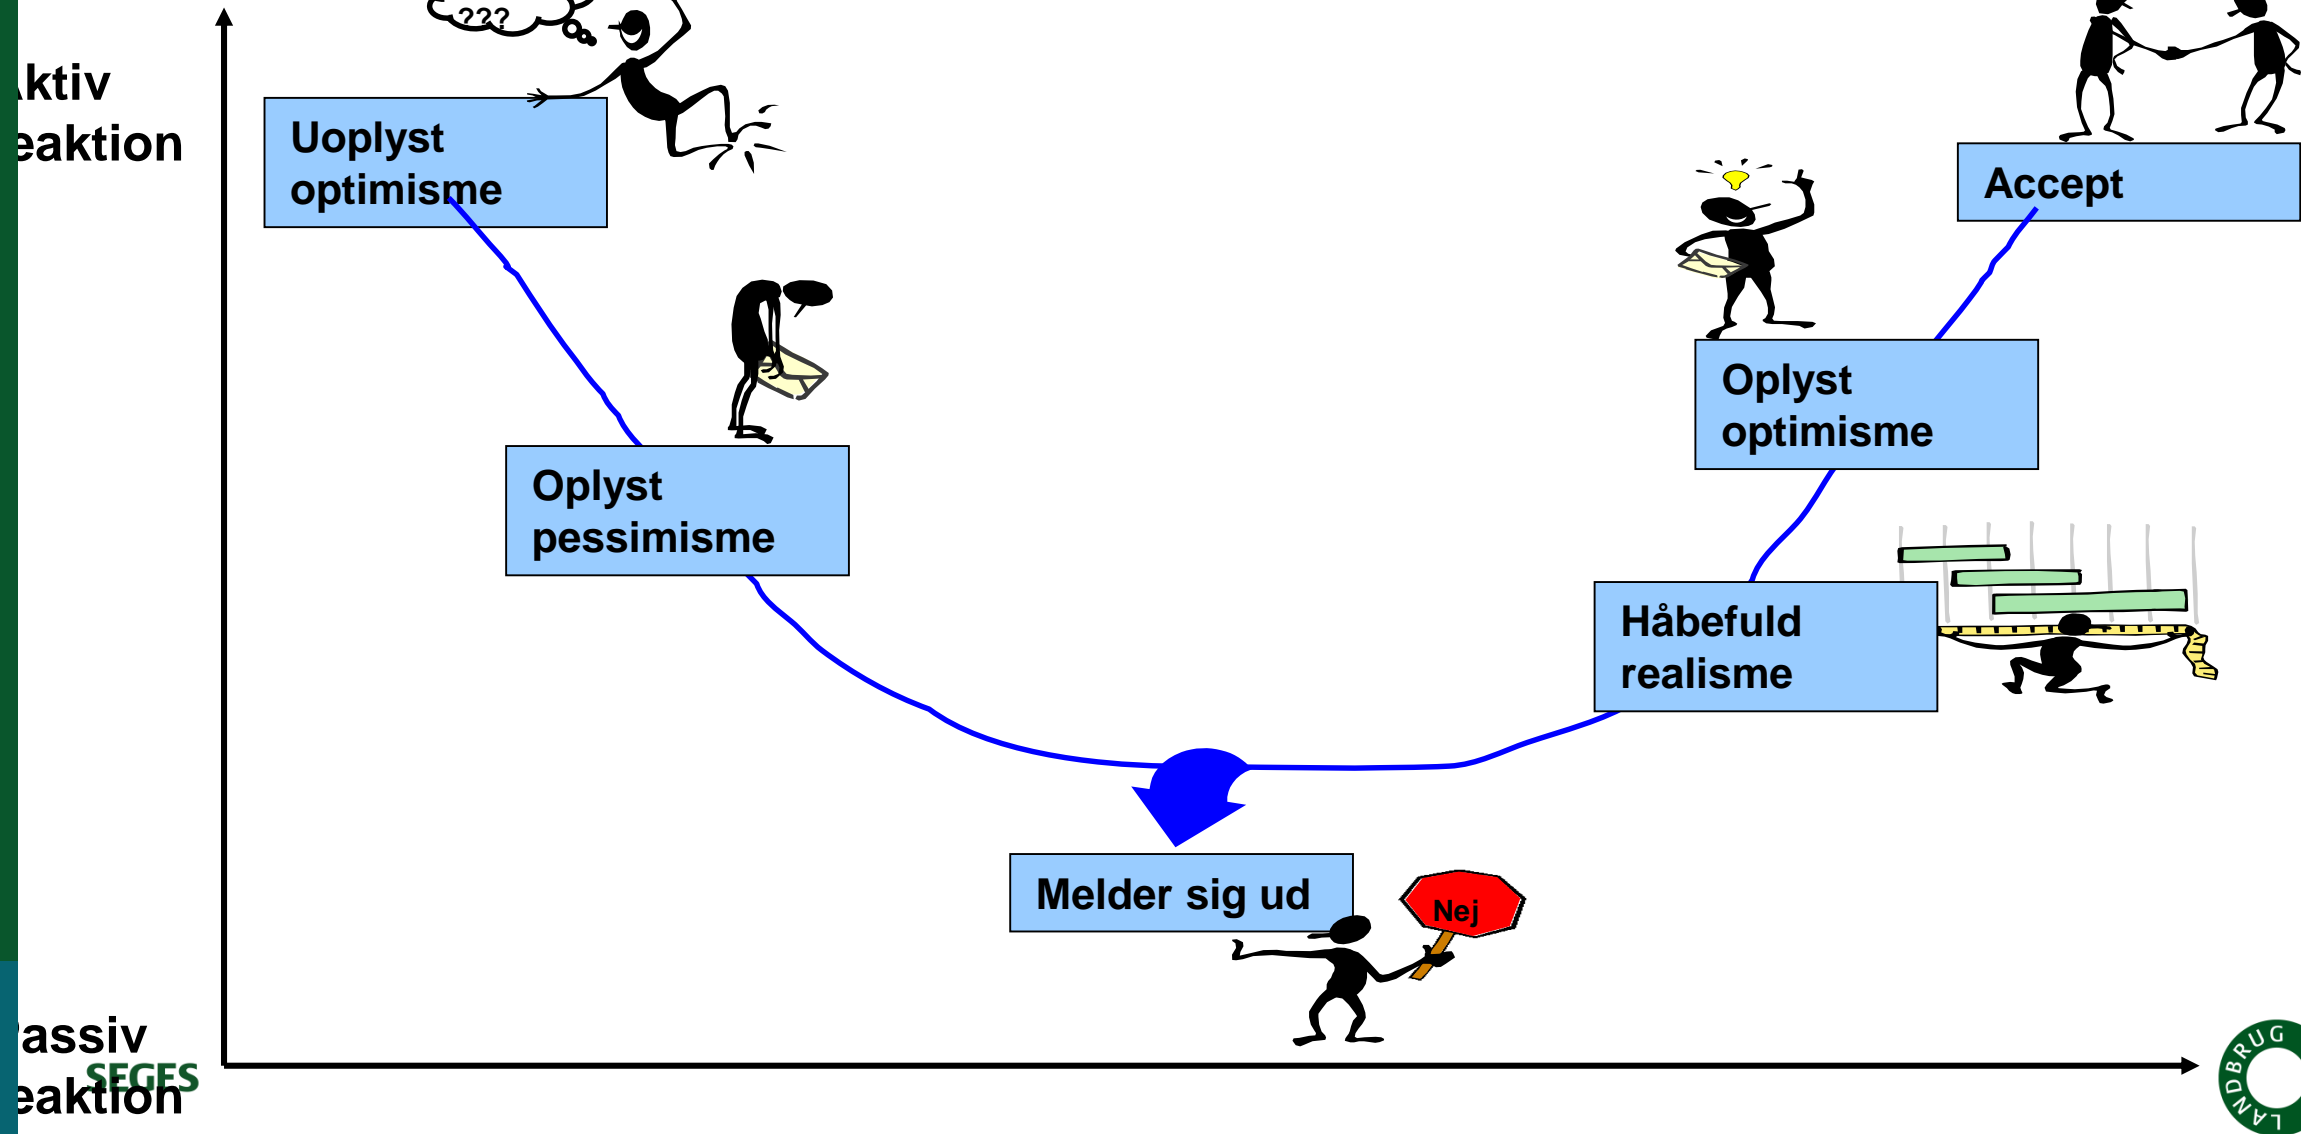 ???
ktiv
eaktion
Uoplyst
optimisme
Accept
Oplyst
optimisme
Oplyst
pessimisme
Håbefuld
realisme
Melder sig ud
Nej
assiv
SEGES
eaktion
LANDBRUG